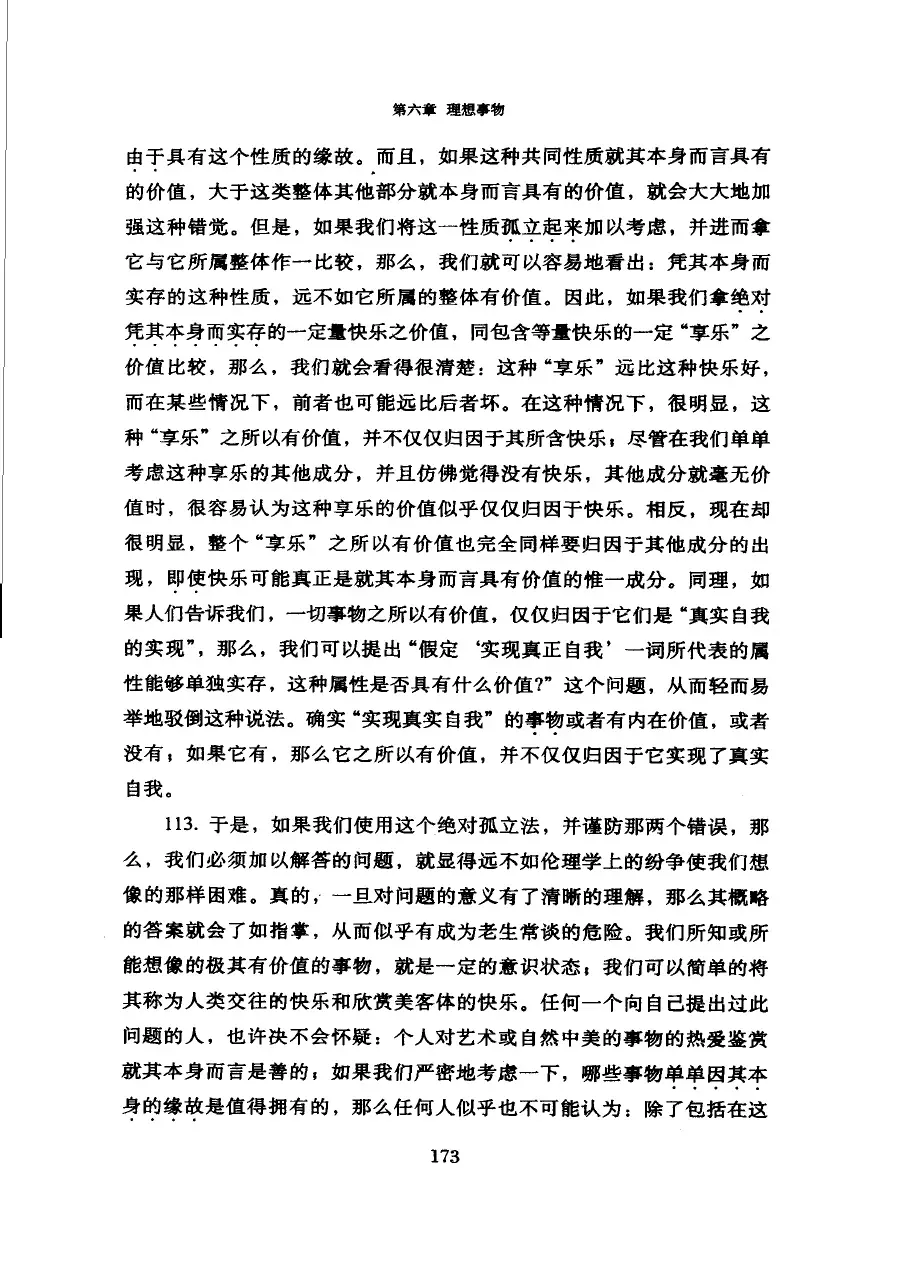 第六章 理想事物
由于具有这个性质的缘故。而且，如果这种共同性质就其本身而言具有
的价值，大于这类整体其他部分就本身而言具有的价值，就会大大地加
强这种错觉。但是，如果我们将这一性质孤立起来加以考虑，并进而拿
它与它所属整体作一比较，那么，我们就可以容易地看出：凭其本身而
实存的这种性质，远不如它所属的整体有价值。因此，如果我们拿绝对
凭其本身而实存的一定量快乐之价值，同包含等量快乐的一定“享乐”之
价值比较，那么，我们就会看得很清楚：这种“享乐”远比这种快乐好，
而在某些情况下，前者也可能远比后者坏。在这种情况下，很明显，这
种“享乐”之所以有价值，并不仅仅归因于其所含快乐；尽管在我们单单
考虑这种享乐的其他成分，并且仿佛觉得没有快乐，其他成分就毫无价
值时，很容易认为这种享乐的价值似乎仅仅归因于快乐。相反，现在却
很明显，整个“享乐”之所以有价值也完全同样要归因于其他成分的出
现，即使快乐可能真正是就其本身而言具有价值的惟一成分。同理，如
果人们告诉我们，一切事物之所以有价值，仅仅归因于它们是“真实自我
的实现”，那么，我们可以提出“假定‘实现真正自我’一词所代表的属
性能够单独实存，这种属性是否具有什么价值?”这个问题，从而轻而易
举地驳倒这种说法。确实“实现真实自我”的事物或者有内在价值，或者
没有；如果它有，那么它之所以有价值，并不仅仅归因于它实现了真实
自我。
113. 于是，如果我们使用这个绝对孤立法，并谨防那两个错误，那
么，我们必须加以解答的问题，就显得远不如伦理学上的纷争使我们想
像的那样困难。真的，一旦对问题的意义有了清晰的理解，那么其概略
的答案就会了如指掌，从而似乎有成为老生常谈的危险。我们所知或所
能想像的极其有价值的事物，就是一定的意识状态；我们可以简单的将
其称为人类交往的快乐和欣赏美客体的快乐。任何一个向自己提出过此
问题的人，也许决不会怀疑：个人对艺术或自然中美的事物的热爱鉴赏
就其本身而言是善的；如果我们严密地考虑一下，哪些事物单单因其本
身的缘故是值得拥有的，那么任何人似乎也不可能认为：除了包括在这
173